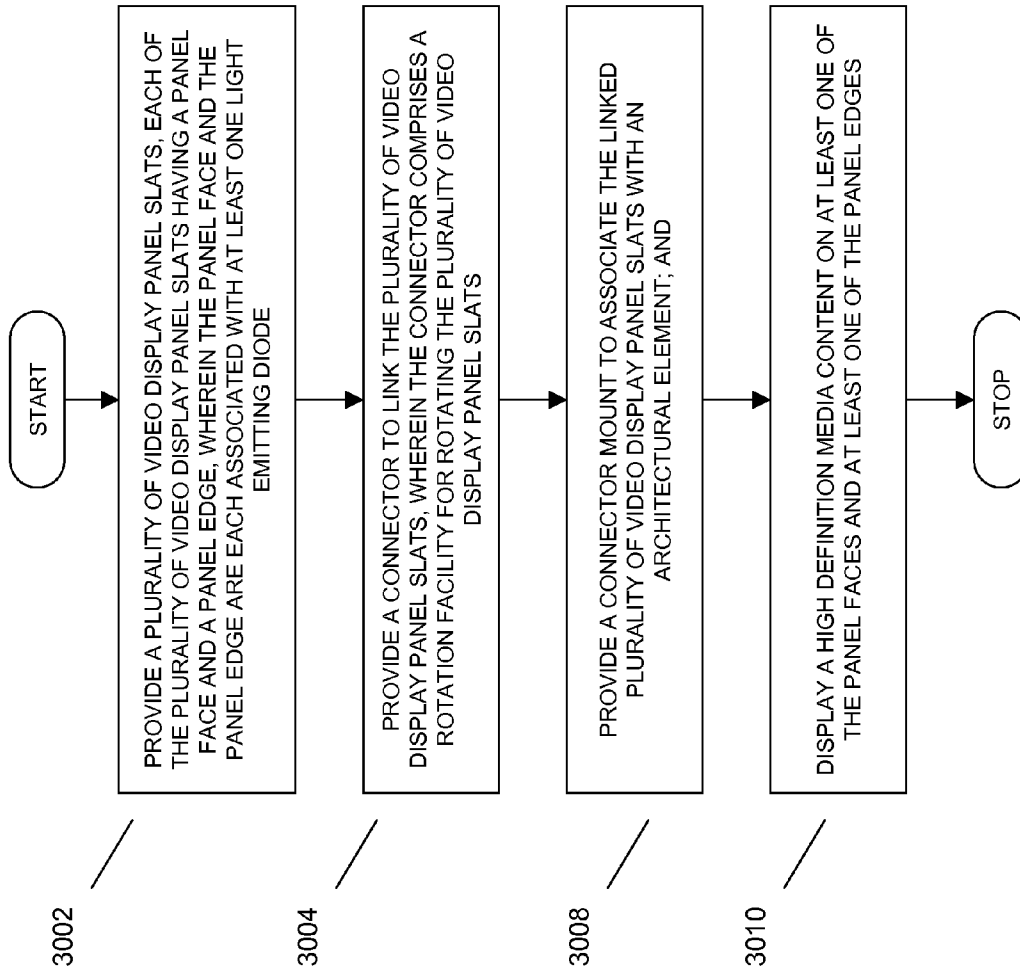 START
3002
PROVIDE A PLURALITY OF VIDEO DISPLAY PANEL SLATS, EACH OF
THE PLURALITY OF VIDEO DISPLAY PANEL SLATS HAVING A PANEL
FACE AND A PANEL EDGE, WHEREIN THE PANEL FACE AND THE
PANEL EDGE ARE EACH ASSOCIATED WITH AT LEAST ONE LIGHT
EMITTING DIODE
3004
PROVIDE A CONNECTOR TO LINK THE PLURALITY OF VIDEO
DISPLAY PANEL SLATS, WHEREIN THE CONNECTOR COMPRISES A
ROTATION FACILITY FOR ROTATING THE PLURALITY OF VIDEO
DISPLAY PANEL SLATS
3008
PROVIDE A CONNECTOR MOUNT TO ASSOCIATE THE LINKED
PLURALITY OF VIDEO DISPLAY PANEL SLATS WITH AN
ARCHITECTURAL ELEMENT; AND
3010
DISPLAY A HIGH DEFINITION MEDIA CONTENT ON AT LEAST ONE OF
THE PANEL FACES AND AT LEAST ONE OF THE PANEL EDGES
STOP